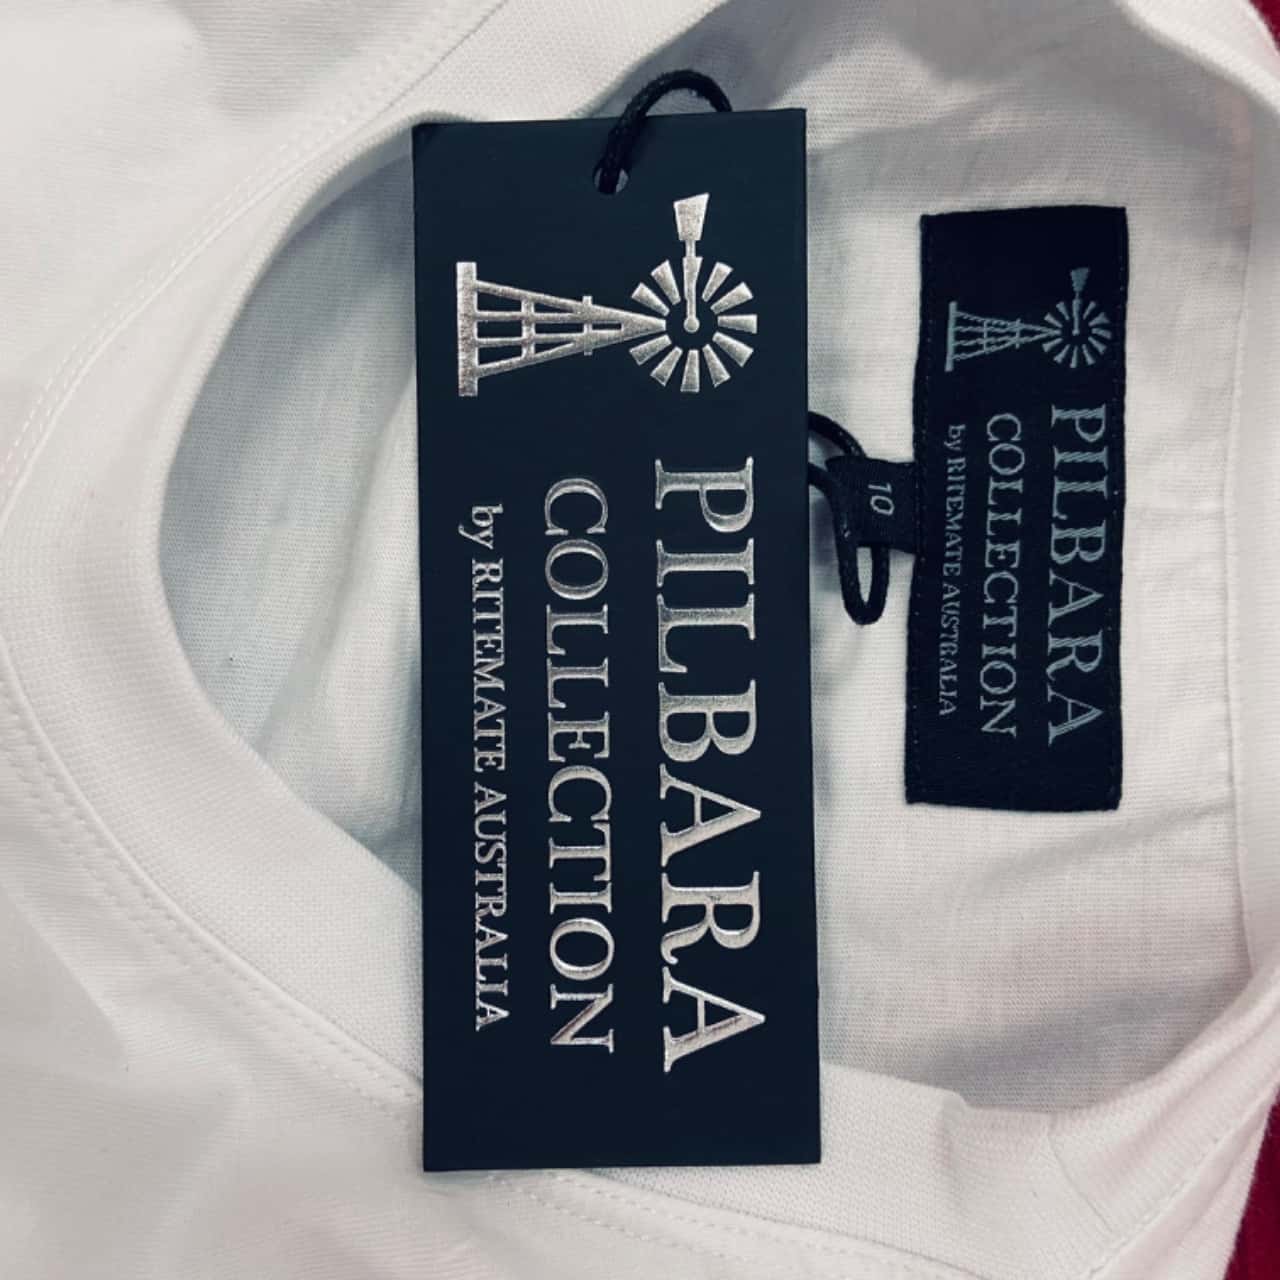 PILBARA
COLLECTION
by RITEMATE AUSTRALIA
10
PILBARA
COLLECTION
by RITEMATE AUSTRALIA